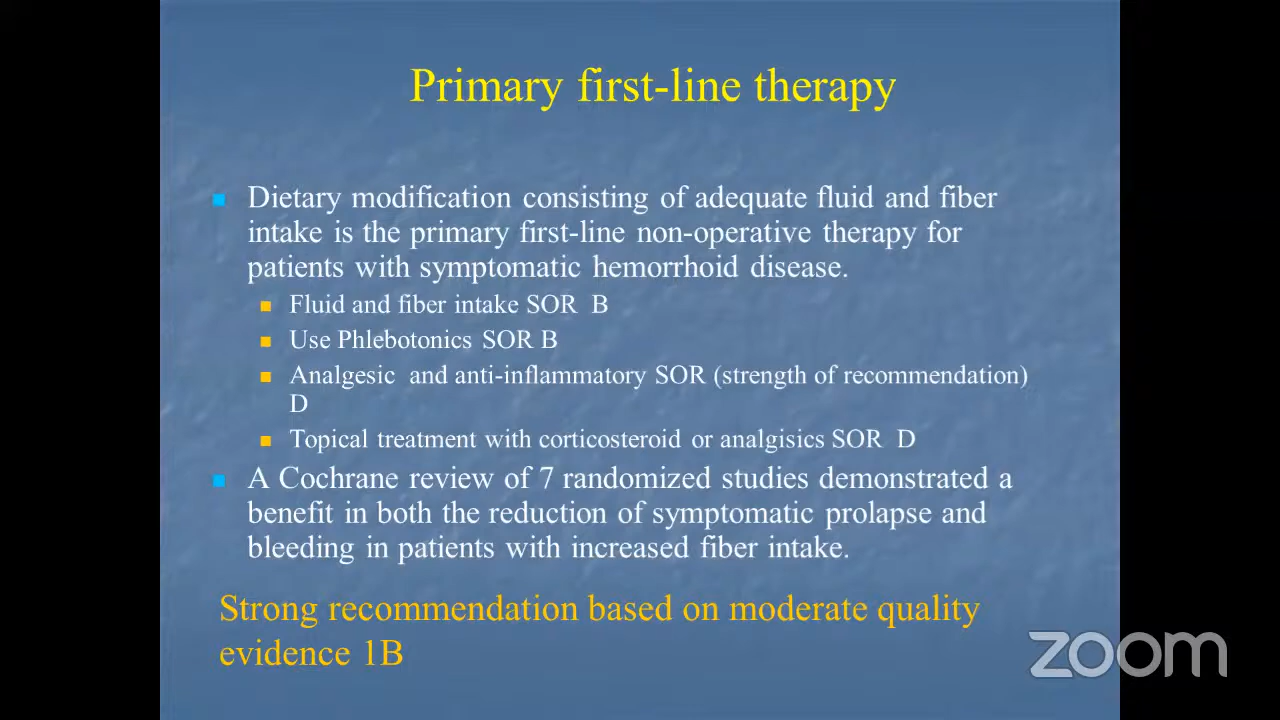 Primary first-line therapy
Dietary modification consisting of adequate fluid and fiber
intake is the primary first-line non-operative therapy for
patients with symptomatic hemorrhoid disease.
Fluid and fiber intake SOR B
Use Phlebotonics SOR B
Analgesic and anti-inflammatory SOR (strength of recommendation)
D
Topical treatment with corticosteroid or analgisics SOR D
A Cochrane review of 7 randomized studies demonstrated a
benefit in both the reduction of symptomatic prolapse and
bleeding in patients with increased fiber intake.
Strong recommendation based on moderate quality
evidence 1B
zoom